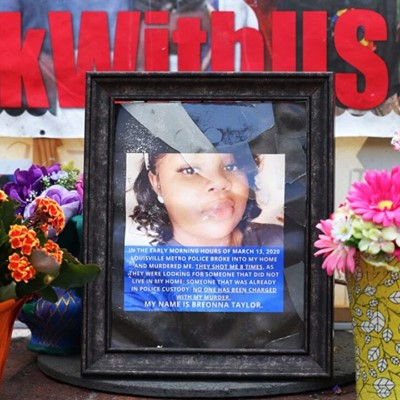 kWithUS
IN THE EARLY MORNING HOURS OF MARCH 13, 2020
LOUISVILLE METRO POLICE BROKE INTO MY HOME
AND MURDERED ME. THEY SHOT ME 8 TIMES, AS
THEY WERE LOOKING FOR SOMEONE THAT DID NOT
LIVE IN MY HOME; SOMEONE THAT WAS ALREADY
IN POLICE CUSTODY. NO ONE HAS BEEN CHARGED
WITH MY MURDER.
MY NAME IS BREONNA TAYLOR.